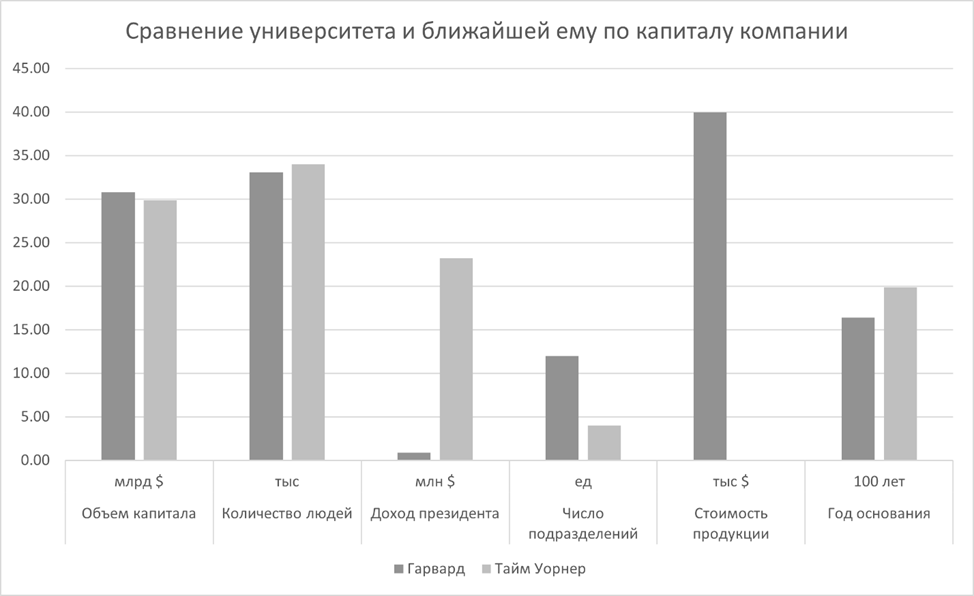 Сравнение университета и ближайшей ему по капиталу компании
45.00
40.00
35.00
30.00
25.00
20.00
15.00
10.00
5.00
0.00
млрд $ тыс млн $ ед тыс $ 100 лет
Объем капитала Количество людей Доход президента Число подразделений Стоимость продукции Год основания
Гарвард Тайм Уорнер